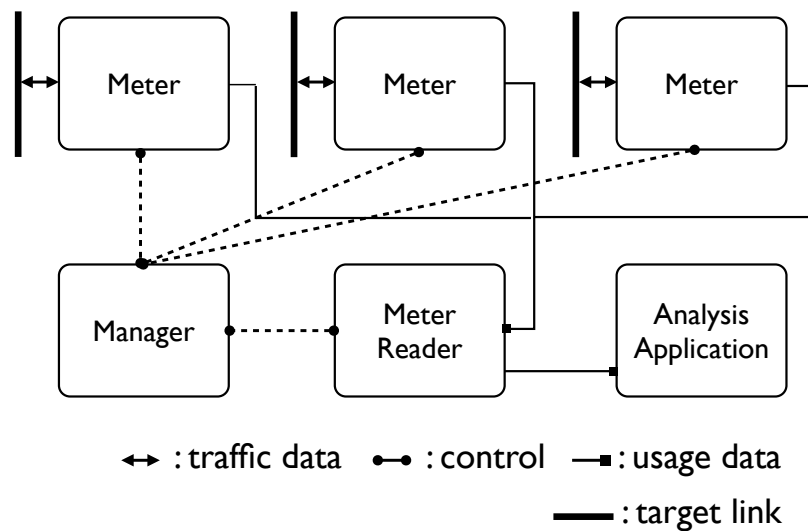 Meter
Meter
Meter
Manager
Meter
Reader
Analysis
Application
: traffic data
: control
: usage data
: target link